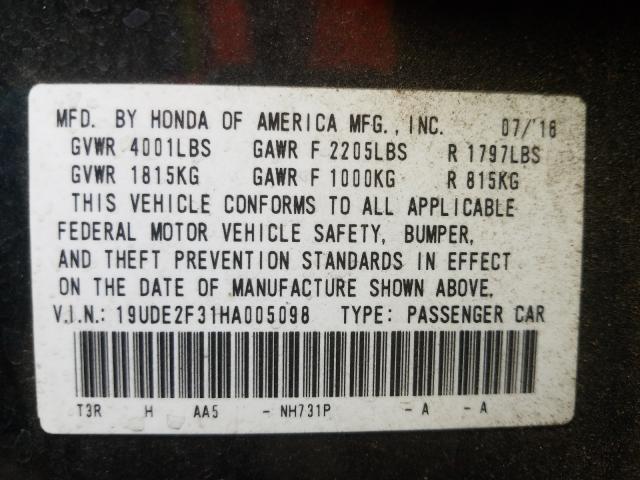 MFD. BY HONDA OF AMERICA MFG., INC. 07/'16
GVWR 4001LBS GAWR F 2205LBS R 1797LBS
GVWR 1815KG GAWR F 1000KG R 815KG
THIS VEHICLE CONFORMS TO ALL APPLICABLE
FEDERAL MOTOR VEHICLE SAFETY, BUMPER,
AND THEFT PREVENTION STANDARDS IN EFFECT
ON THE DATE OF MANUFACTURE SHOWN ABOVE.
V.I.N.: 19UDE2F31HA005098 TYPE: PASSENGER CAR
T3R H AA5 - NH731P - A - A